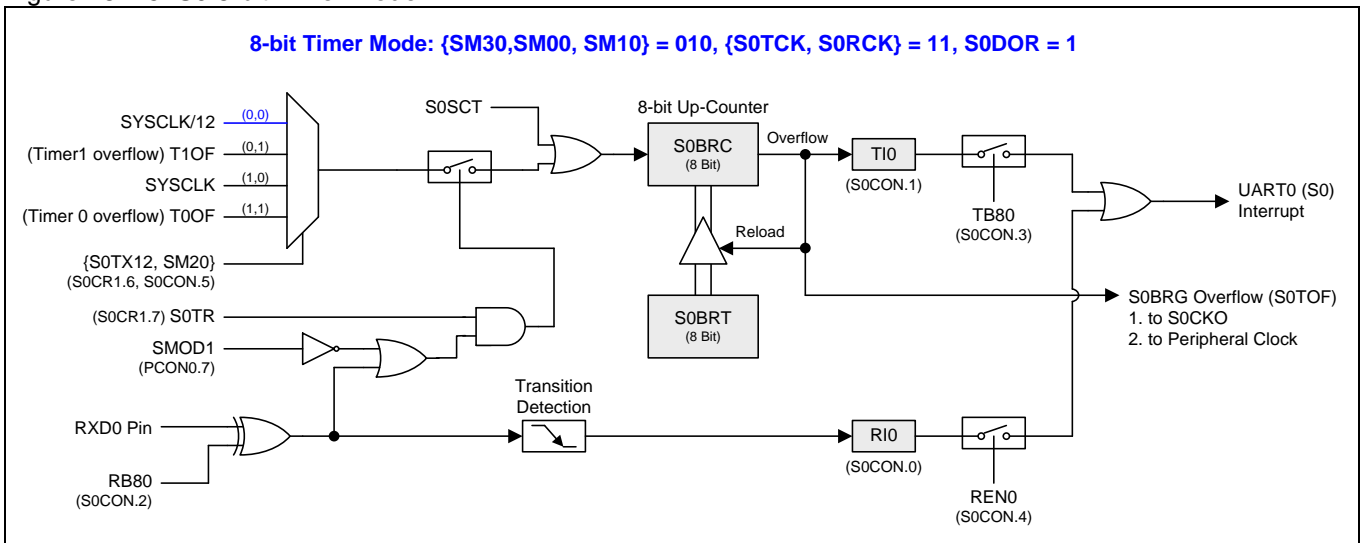 8-bit Timer Mode: {SM30,SM00, SM10} = 010, {S0TCK, S0RCK} = 11, S0DOR = 1
SYSCLK/12
(0,0)
(Timer1 overflow) T1OF
(0,1)
SYSCLK
(1,0)
(Timer 0 overflow) T0OF
(1,1)
{S0TX12, SM20}
(S0CR1.6, S0CON.5)
S0SCT
8-bit Up-Counter
S0BRC
(8 Bit)
Overflow
TI0
(S0CON.1)
TB80
(S0CON.3)
UART0 (S0)
Interrupt
Reload
S0BRT
(8 Bit)
S0BRG Overflow (S0TOF)
1. to S0CKO
2. to Peripheral Clock
(S0CR1.7) S0TR
SMOD1
(PCON0.7)
RXD0 Pin
RB80
(S0CON.2)
Transition
Detection
RI0
(S0CON.0)
REN0
(S0CON.4)